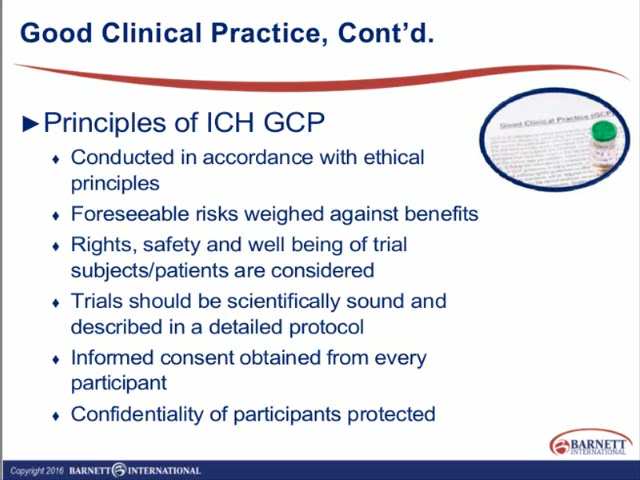 Good Clinical Practice, Cont'd.
►Principles of ICH GCP
Good Clinical Practice (GCP)
♦ Conducted in accordance with ethical
principles
♦ Foreseeable risks weighed against benefits
♦ Rights, safety and well being of trial
subjects/patients are considered
♦ Trials should be scientifically sound and
described in a detailed protocol
♦ Informed consent obtained from every
participant
♦ Confidentiality of participants protected
BARNETT
INTERNATIONAL
Copyright 2016 BARNETT INTERNATIONAL